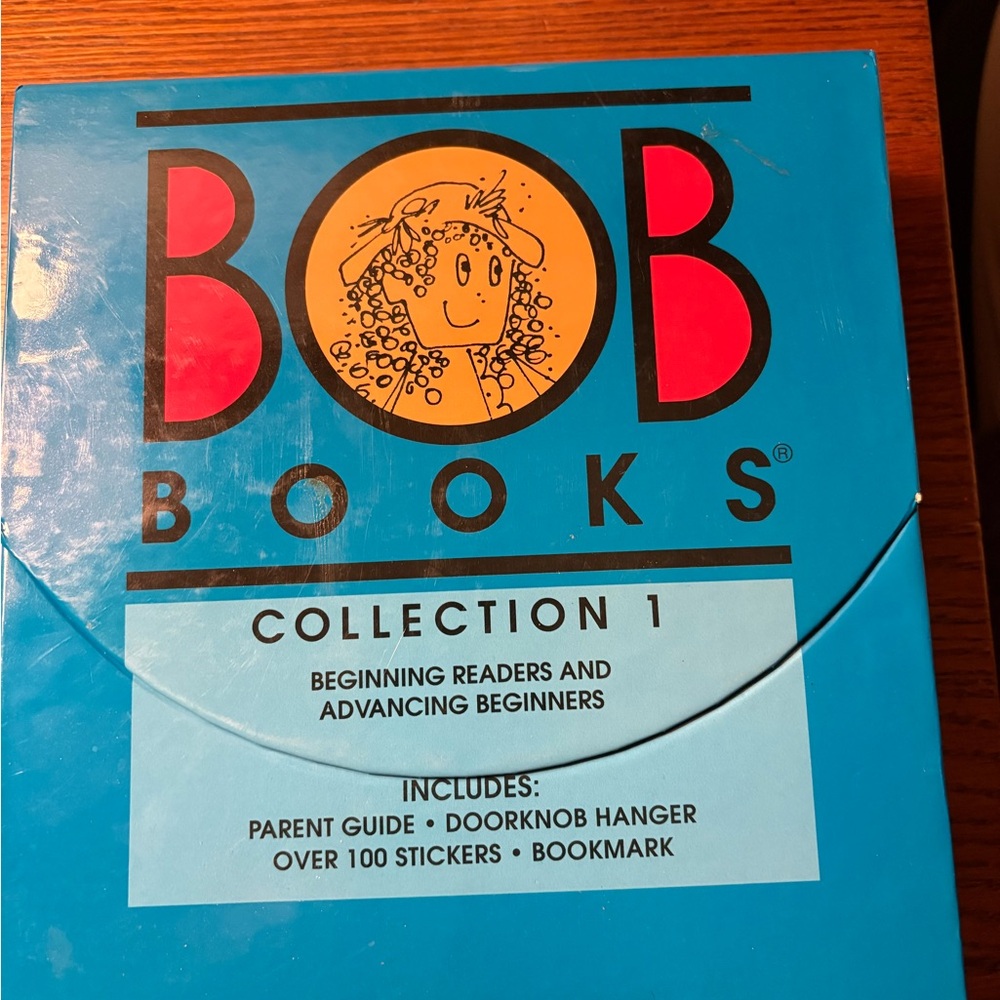 BOB
BOOKS®
COLLECTION 1
BEGINNING READERS AND
ADVANCING BEGINNERS
INCLUDES:
PARENT GUIDE • DOORKNOB HANGER
OVER 100 STICKERS • BOOKMARK